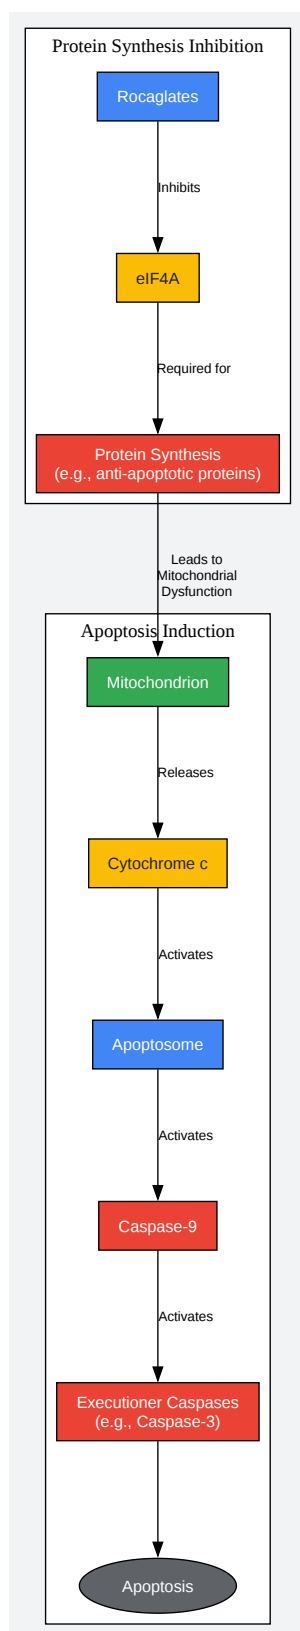 Protein Synthesis Inhibition
Rocaglates
Inhibits
eIF4A
Required for
Protein Synthesis
(e.g., anti-apoptotic proteins)
Leads to
Mitochondrial
Dysfunction
Apoptosis Induction
Mitochondrion
Releases
Cytochrome c
Activates
Apoptosome
Activates
Caspase-9
Activates
Executioner Caspases
(e.g., Caspase-3)
Apoptosis